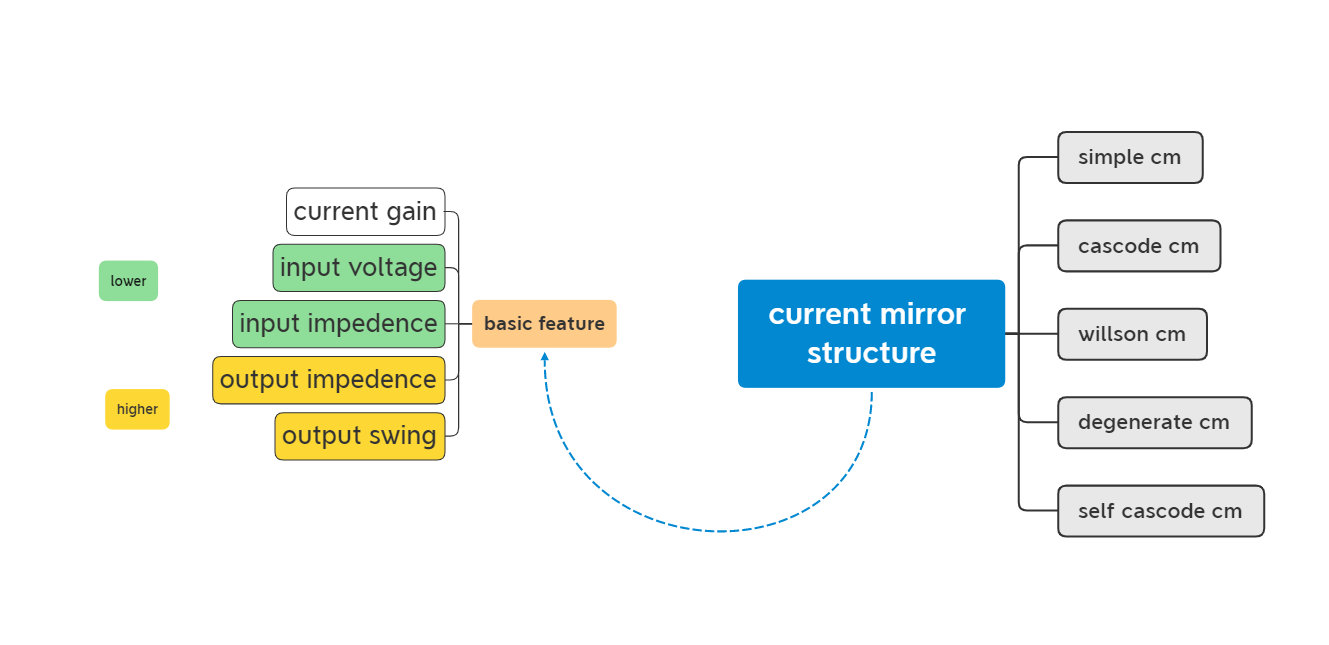 lower
higher
current gain
input voltage
input impedence
output impedence
output swing
basic feature
current mirror
structure
simple cm
cascode cm
willson cm
degenerate cm
self cascode cm